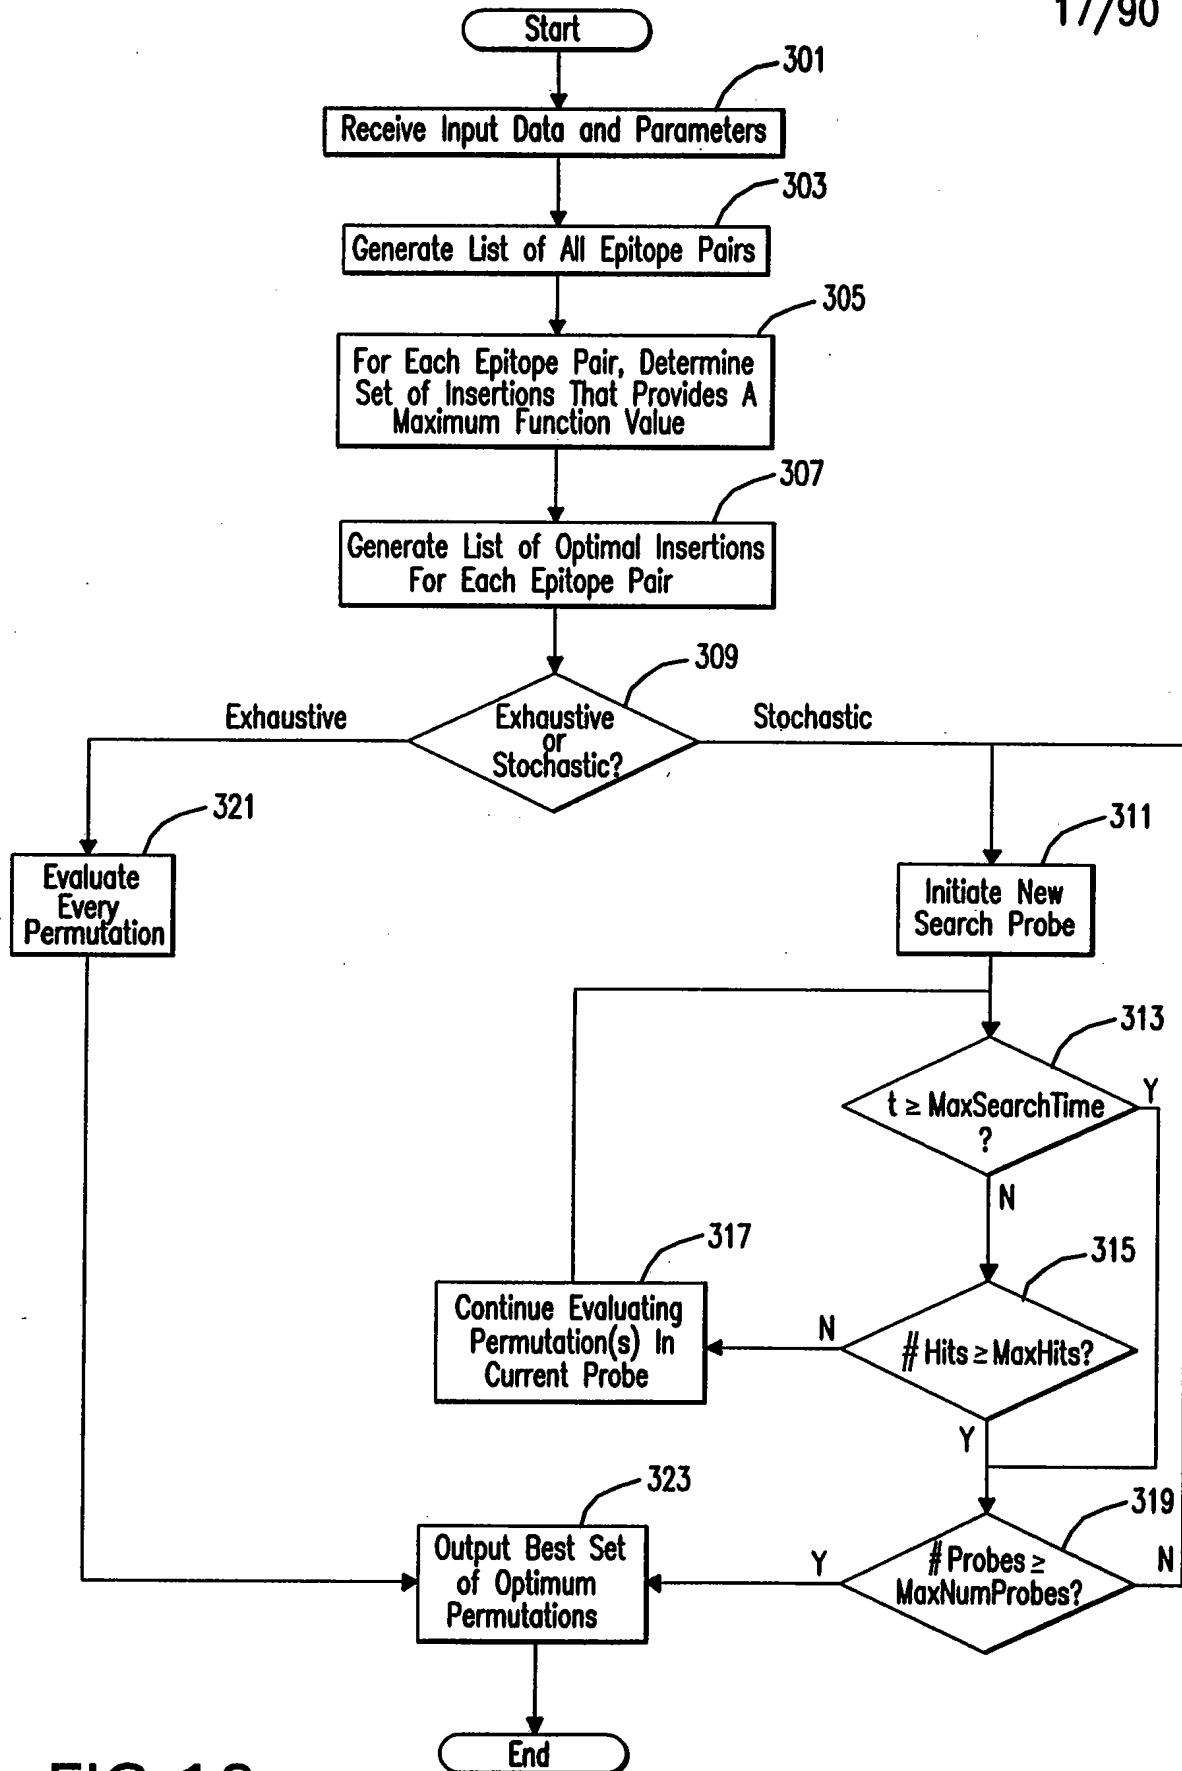 17/90
Start
301
Receive Input Data and Parameters
303
Generate List of All Epitope Pairs
305
For Each Epitope Pair, Determine
Set of Insertions That Provides A
Maximum Function Value
307
Generate List of Optimal Insertions
For Each Epitope Pair
309
Exhaustive
Exhaustive
or
Stochastic?
Stochastic
321
Evaluate
Every
Permutation
311
Initiate New
Search Probe
313
t ≥ MaxSearchTime
?
Y
N
317
Continue Evaluating
Permutation(s) In
Current Probe
N
315
# Hits ≥ MaxHits?
Y
323
Output Best Set
of Optimum
Permutations
Y
319
# Probes ≥
MaxNumProbes?
N
End